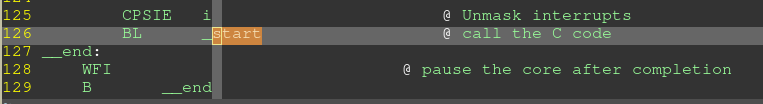 125         CPSIE   i                       @ Unmask interrupts
126         BL      _start                  @ call the C code
127 __end:
128     WFI                             @ pause the core after completion
129     B       __end